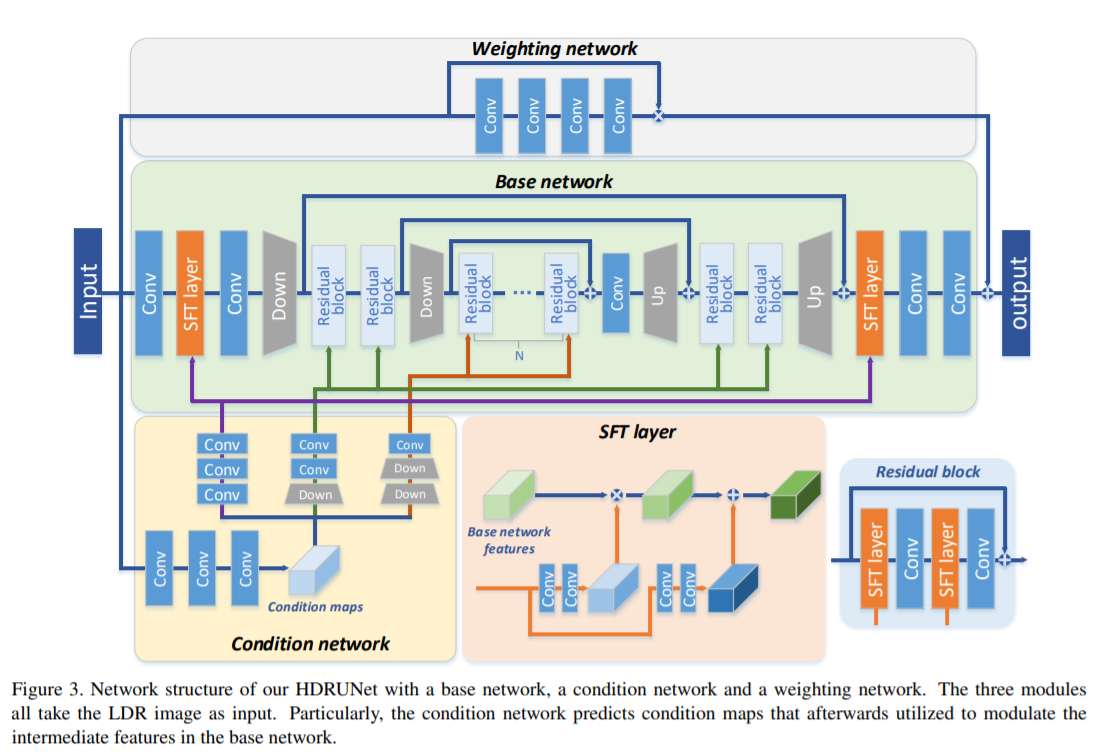 Weighting network
Conv
Conv
Conv
Conv
Base network
Input
Conv
SFT layer
Conv
Down
Residual block
Residual block
Down
Residual block
...
Residual block
N
Conv
Up
Residual block
Residual block
Up
SFT layer
Conv
Conv
output
Conv
Conv
Conv
Conv
Conv
Down
Conv
Down
Down
Conv
Conv
Conv
Condition maps
Condition network
SFT layer
Base network
features
Conv
Conv
Conv
Conv
Residual block
SFT layer
Conv
SFT layer
Conv
Figure 3. Network structure of our HDRUNet with a base network, a condition network and a weighting network. The three modules
all take the LDR image as input. Particularly, the condition network predicts condition maps that afterwards utilized to modulate the
intermediate features in the base network.